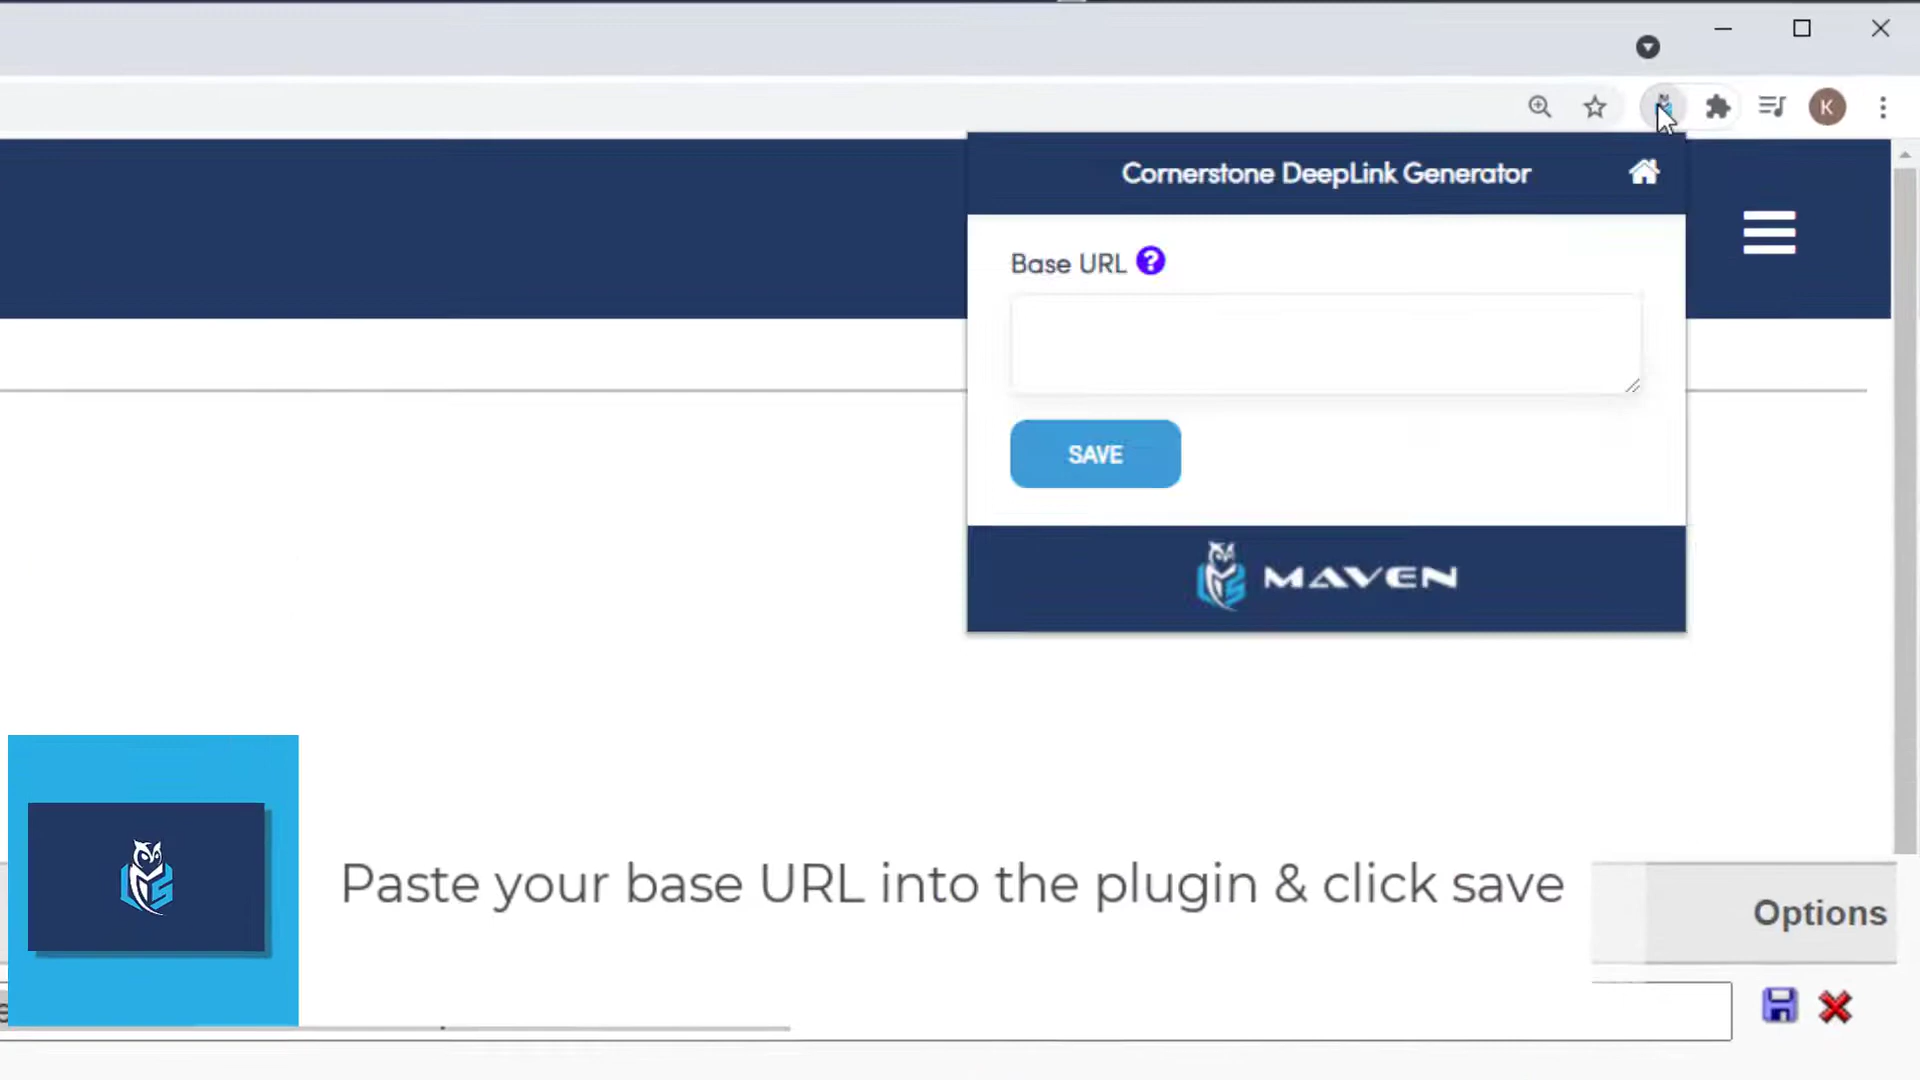 K
Cornerstone DeepLink Generator
Base URL ?
SAVE
MAVEN
Paste your base URL into the plugin & click save
Options